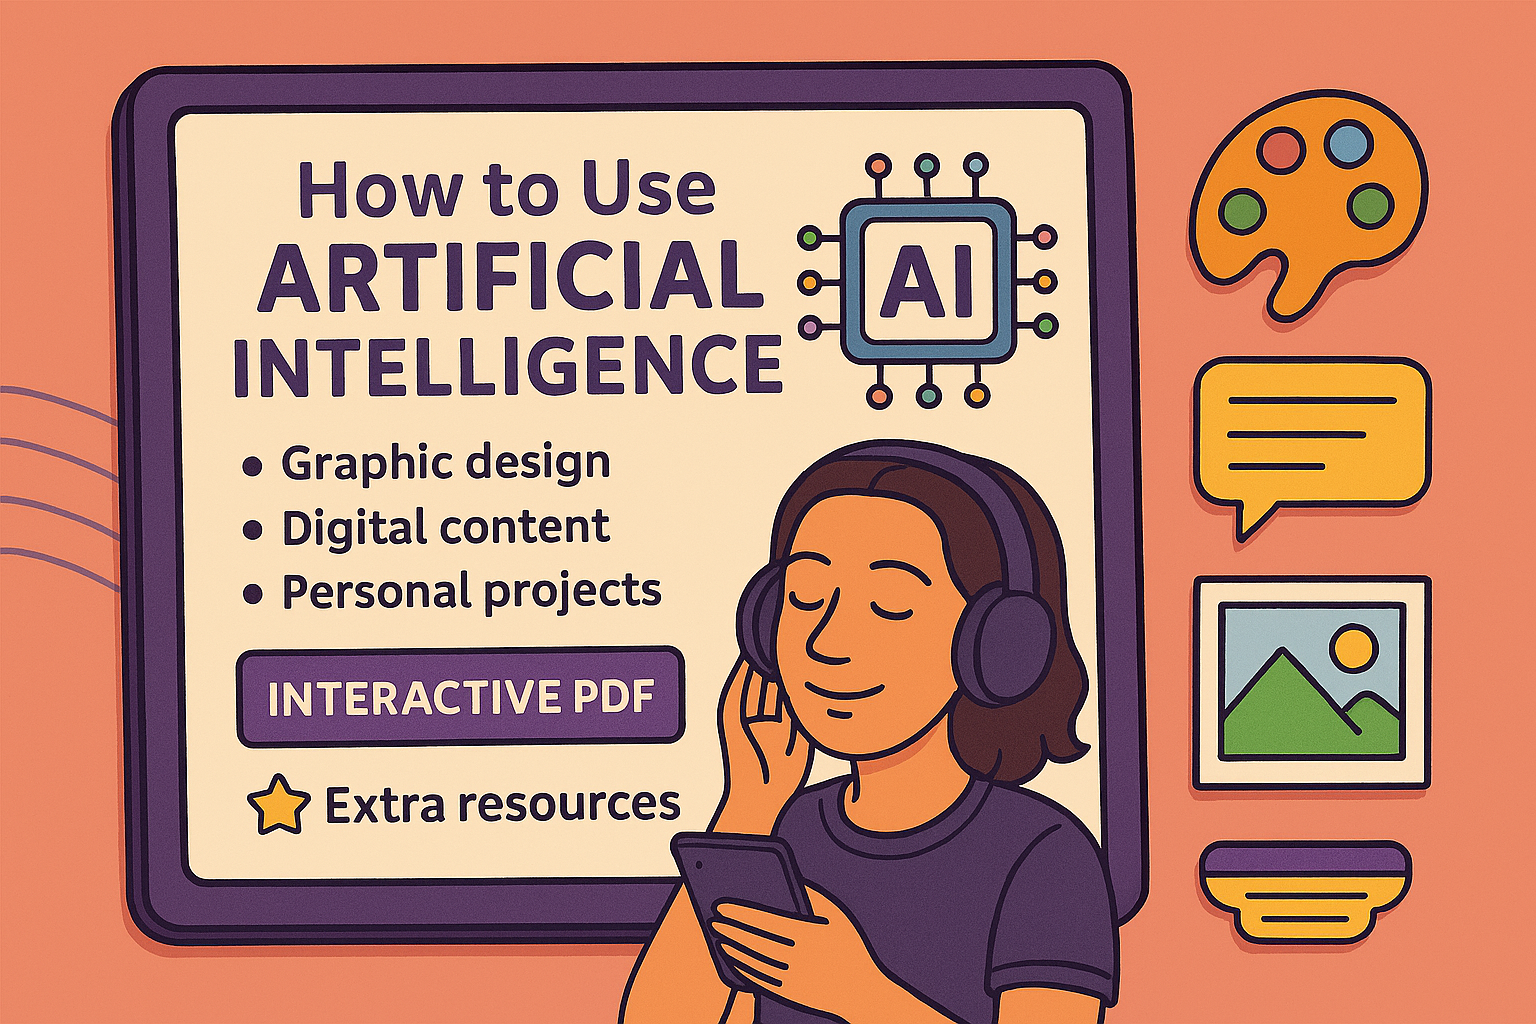 How to Use
ARTIFICIAL
INTELLIGENCE
AI
• Graphic design
• Digital content
• Personal projects
INTERACTIVE PDF
Extra resources